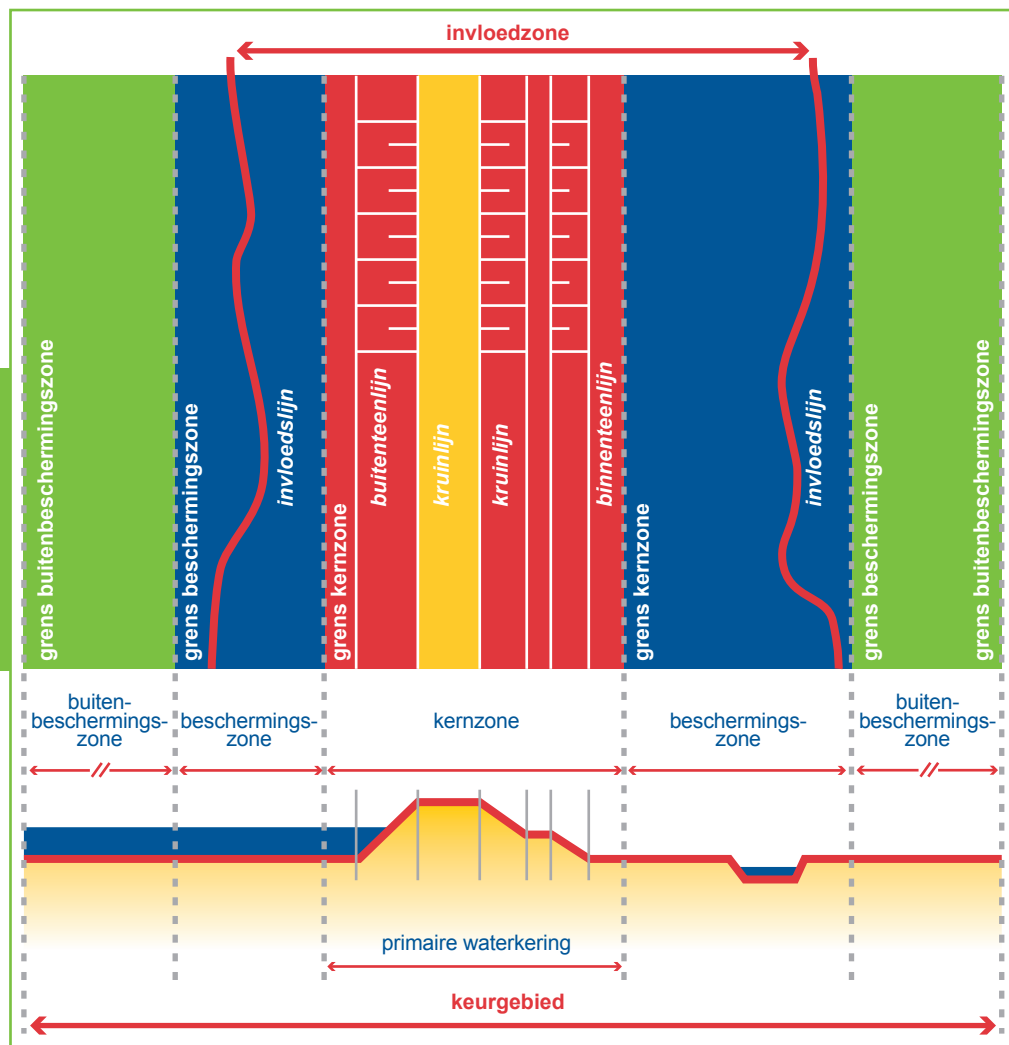 invloedzone
grens buitenbeschermingszone
grens beschermingszone
invloedslijn
grens kernzone
buitenteenlijn
kruinlijn
kruinlijn
binnenteenlijn
grens kernzone
invloedslijn
grens beschermingszone
grens buitenbeschermingszone
buiten-
beschermings-
zone
beschermings-
zone
kernzone
beschermings-
zone
buiten-
beschermings-
zone
primaire waterkering
keurgebied